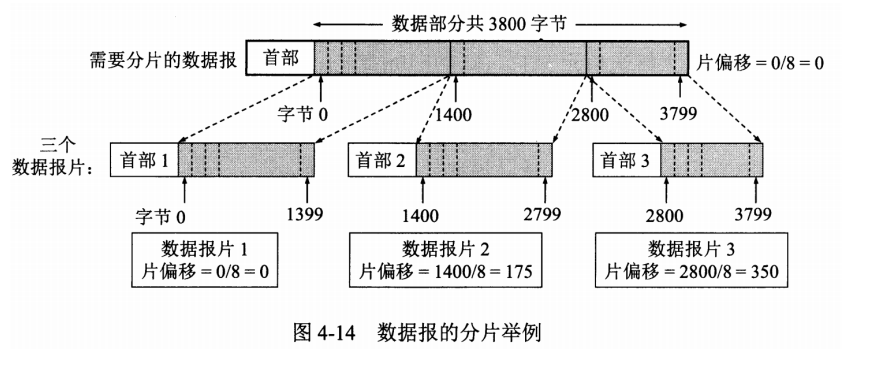 数据部分共 3800 字节
需要分片的数据报
首部
片偏移 = 0/8 = 0
字节 0
1400
2800
3799
三个
数据报片：
首部 1
首部 2
首部 3
字节 0
1399
1400
2799
2800
3799
数据报片 1
片偏移 = 0/8 = 0
数据报片 2
片偏移 = 1400/8 = 175
数据报片 3
片偏移 = 2800/8 = 350
图 4-14 数据报的分片举例